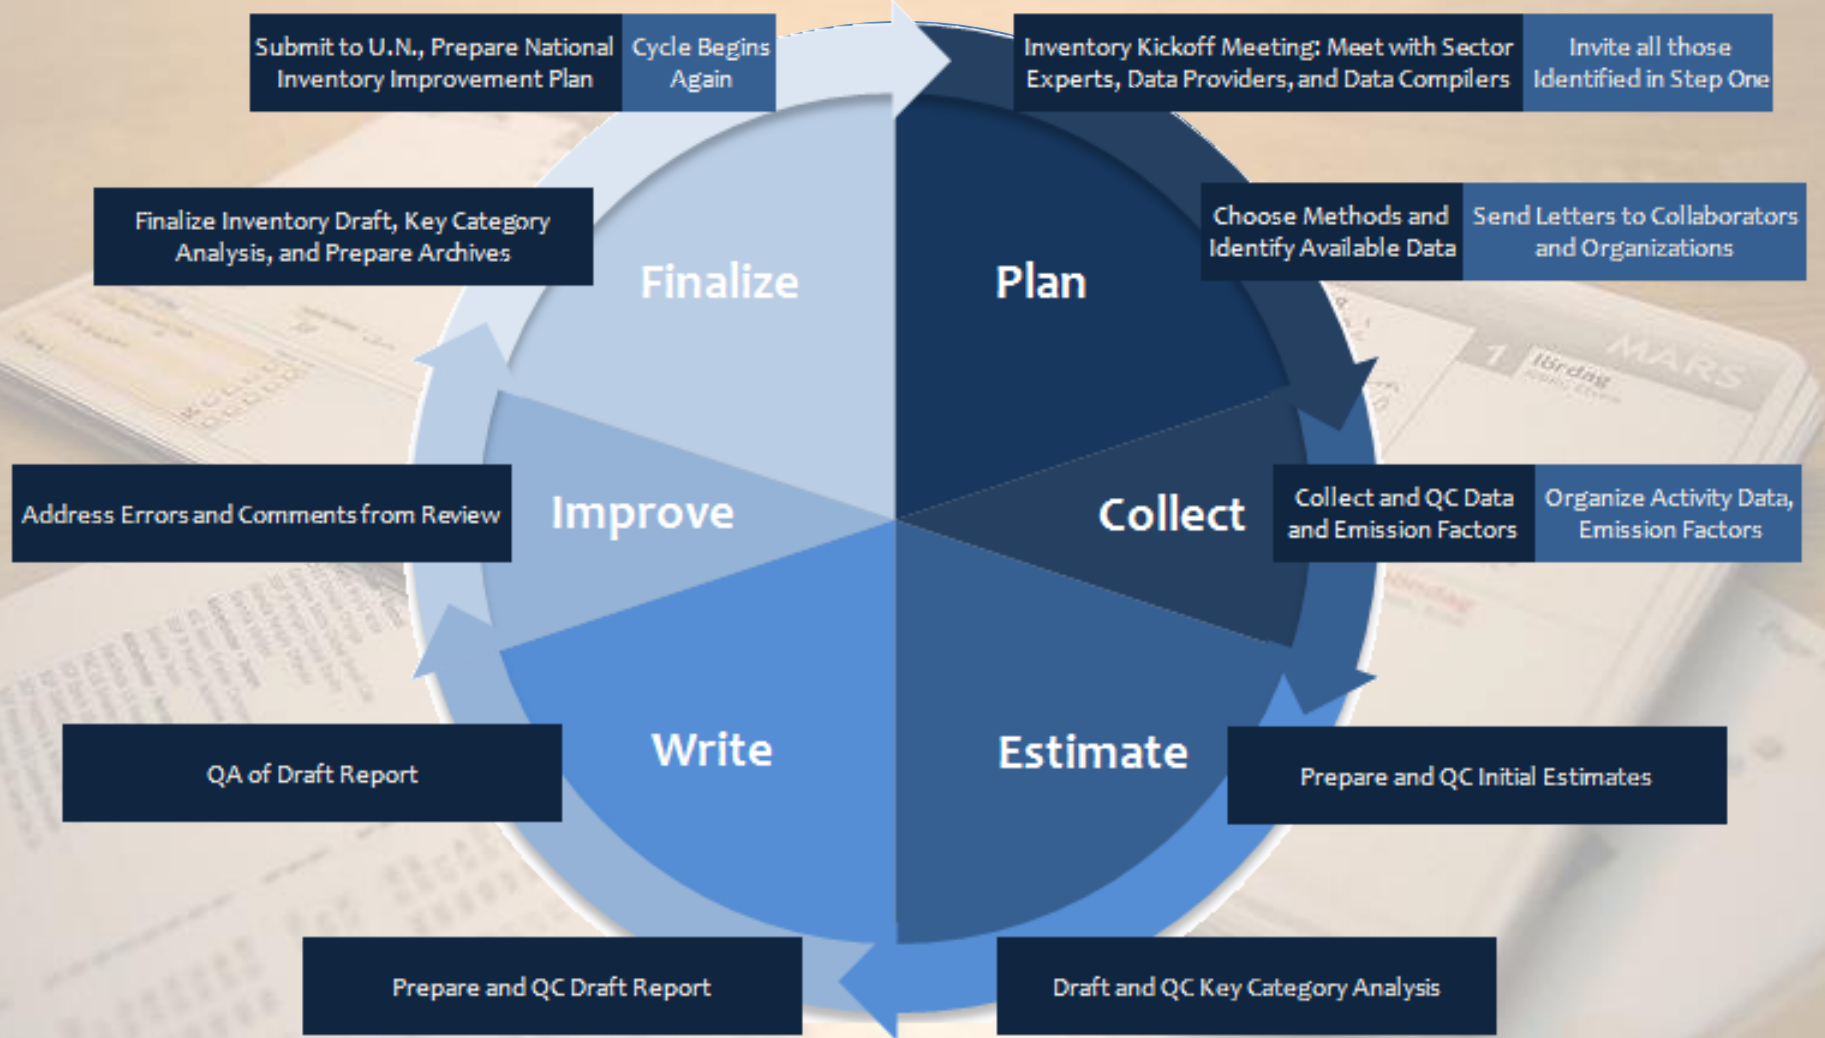 Submit to U.N., Prepare National
Inventory Improvement Plan
Cycle Begins
Again
Inventory Kickoff Meeting: Meet with Sector
Experts, Data Providers, and Data Compilers
Invite all those
Identified in Step One
Finalize Inventory Draft, Key Category
Analysis, and Prepare Archives
Choose Methods and
Identify Available Data
Send Letters to Collaborators
and Organizations
Finalize
Plan
MARS
1
lördag
Address Errors and Comments from Review
Improve
Collect
Collect and QC Data
and Emission Factors
Organize Activity Data,
Emission Factors
Write
Estimate
QA of Draft Report
Prepare and QC Initial Estimates
Prepare and QC Draft Report
Draft and QC Key Category Analysis